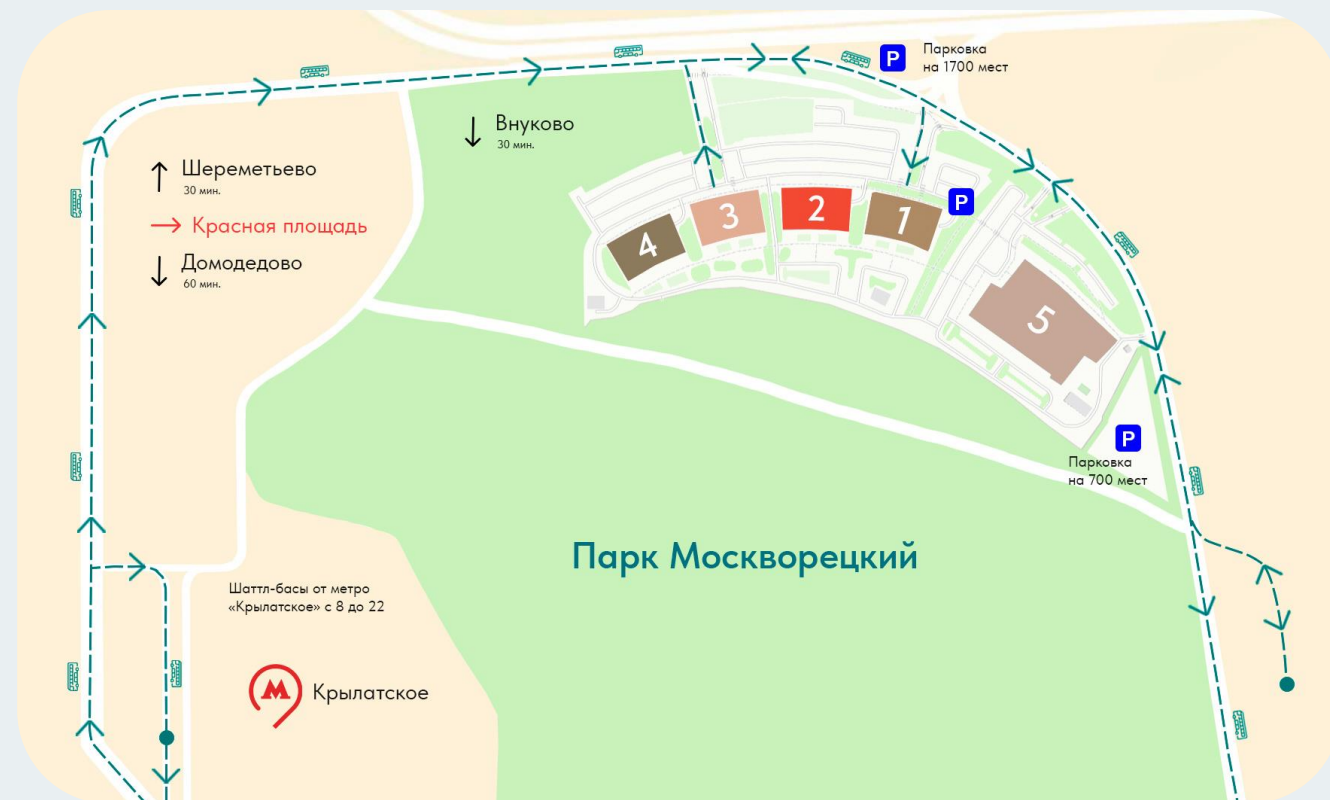 P
Парковка
на 1700 мест
Внуково
30 мин.
Шереметьево
30 мин.
Красная площадь
Домодедово
60 мин.
4
3
2
1
P
5
P
Парковка
на 700 мест
Парк Москворецкий
Шаттл-басы от метро
«Крылатское» с 8 до 22
М Крылатское